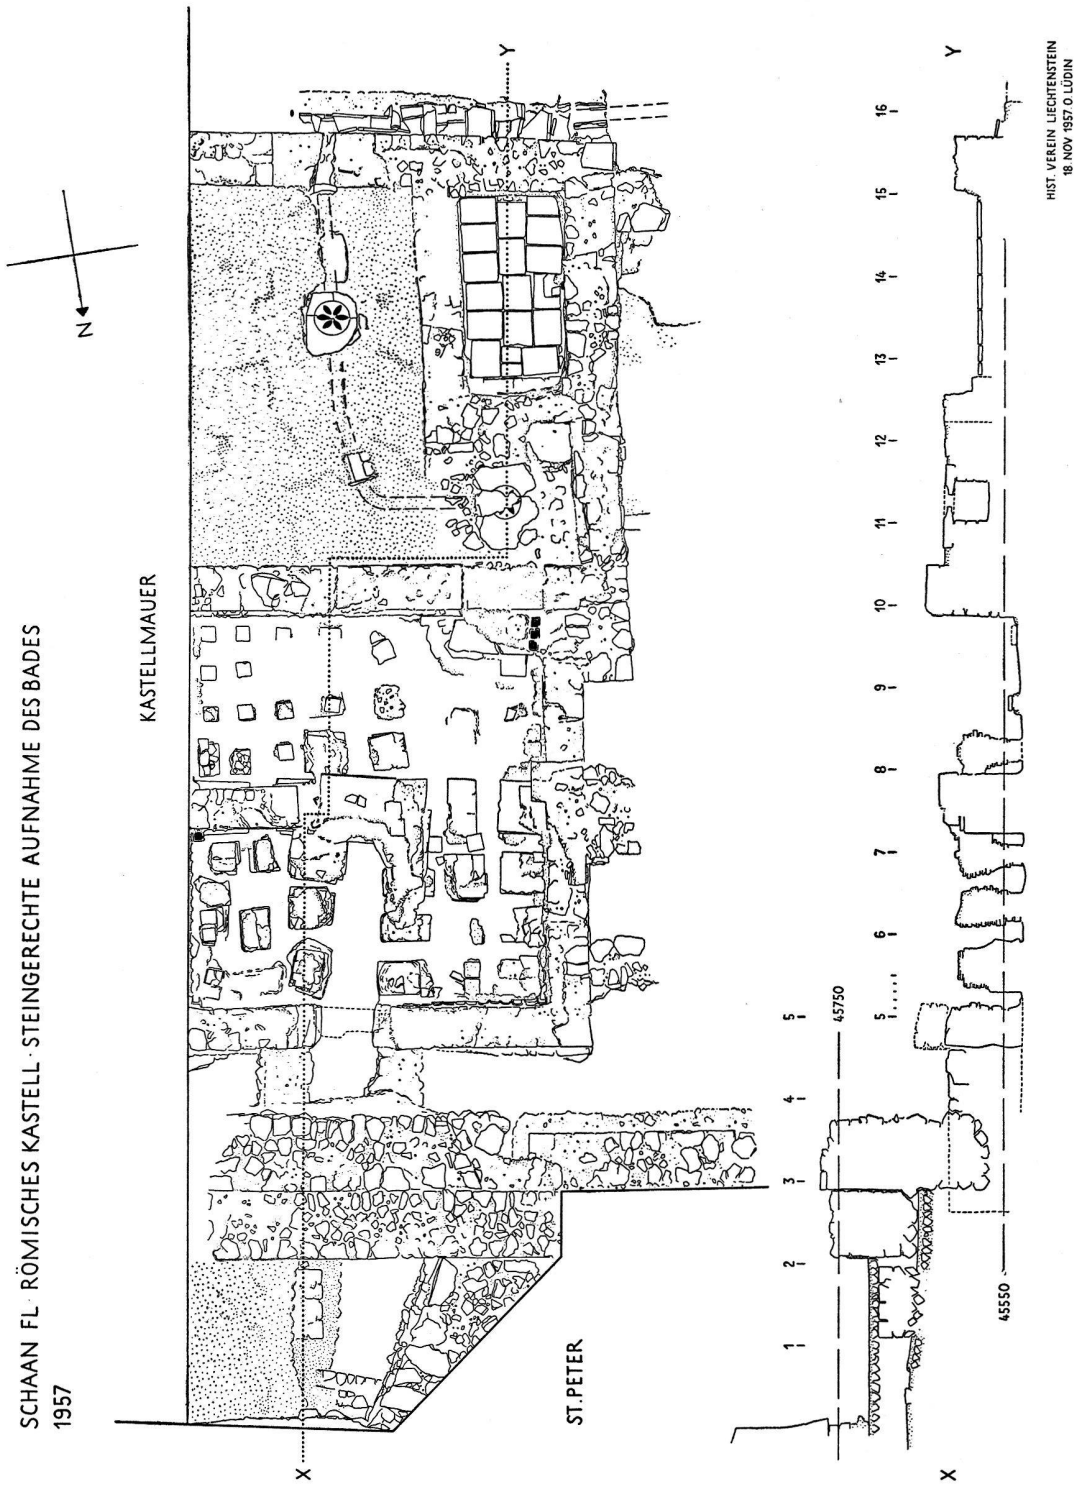 SCHAAN FL · RÖMISCHES KASTELL · STEINGERECHTE AUFNAHME DES BADES
1957
KASTELLMAUER
N
X
Y
ST. PETER
1 2 3 4 5
45750
5 6 7 8 9 10 11 12 13 14 15 16
45550
X
Y
HIST. VEREIN LIECHTENSTEIN
18. NOV 1957. O. LÜDIN